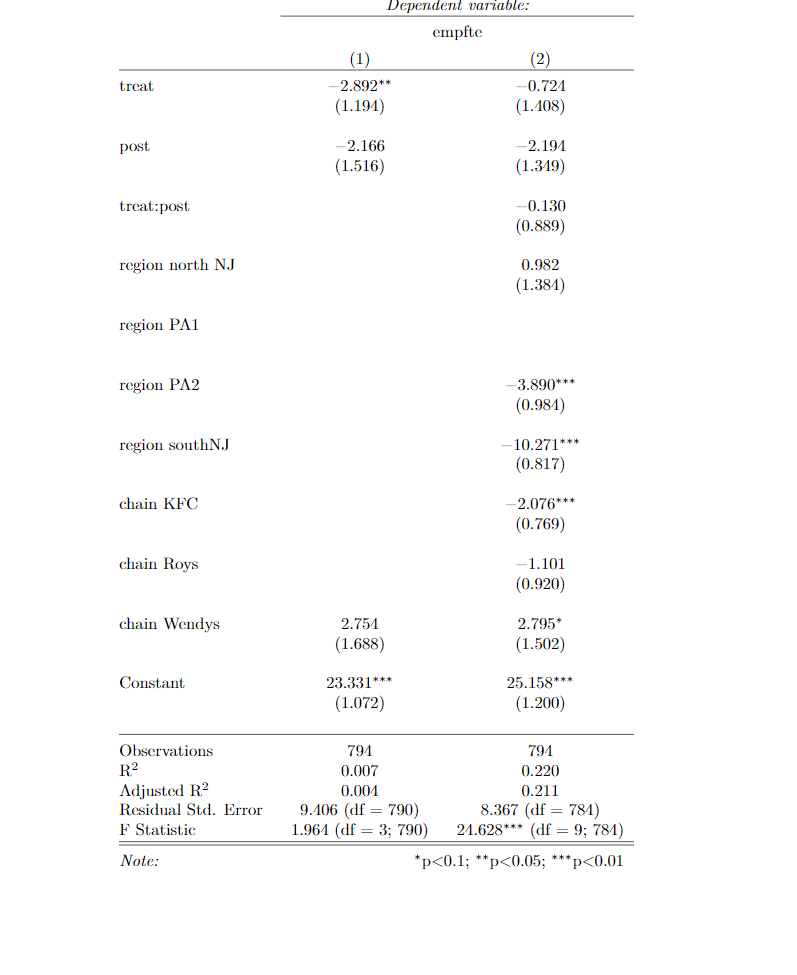 Dependent variable:
empfte
(1) (2)
treat −2.892** −0.724
(1.194) (1.408)
post −2.166 −2.194
(1.516) (1.349)
treat:post −0.130
(0.889)
region north NJ 0.982
(1.384)
region PA1
region PA2 −3.890***
(0.984)
region southNJ −10.271***
(0.817)
chain KFC −2.076***
(0.769)
chain Roys −1.101
(0.920)
chain Wendys 2.754 2.795*
(1.688) (1.502)
Constant 23.331*** 25.158***
(1.072) (1.200)
Observations 794 794
R2 0.007 0.220
Adjusted R2 0.004 0.211
Residual Std. Error 9.406 (df = 790) 8.367 (df = 784)
F Statistic 1.964 (df = 3; 790) 24.628*** (df = 9; 784)
Note: *p<0.1; **p<0.05; ***p<0.01